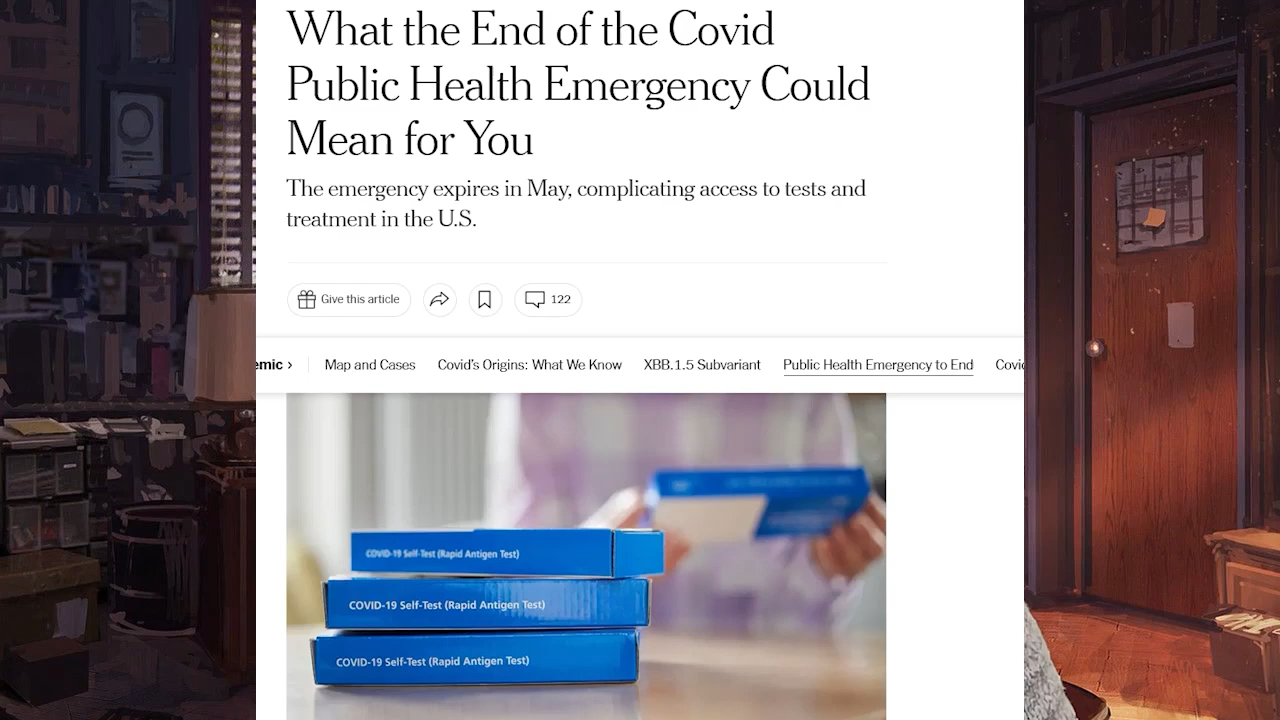 What the End of the Covid
Public Health Emergency Could
Mean for You
The emergency expires in May, complicating access to tests and
treatment in the U.S.
Give this article
122
emic › Map and Cases Covid's Origins: What We Know XBB.1.5 Subvariant Public Health Emergency to End Covid
COVID-19 Self-Test (Rapid Antigen Test)
COVID-19 Self-Test (Rapid Antigen Test)
COVID-19 Self-Test (Rapid Antigen Test)